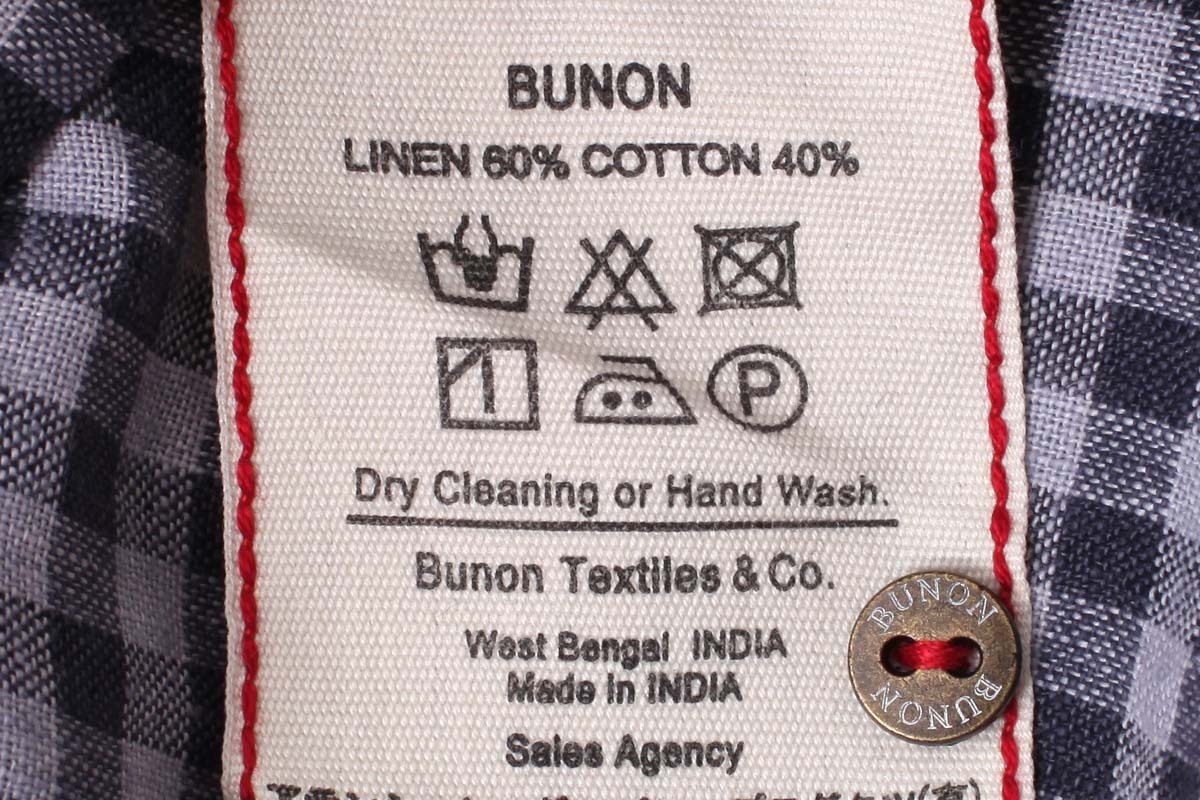 BUNON
LINEN 60% COTTON 40%
P
Dry Cleaning or Hand Wash.
Bunon Textiles & Co.
West Bengal INDIA
Made in INDIA
Sales Agency
BUNON
BUNON